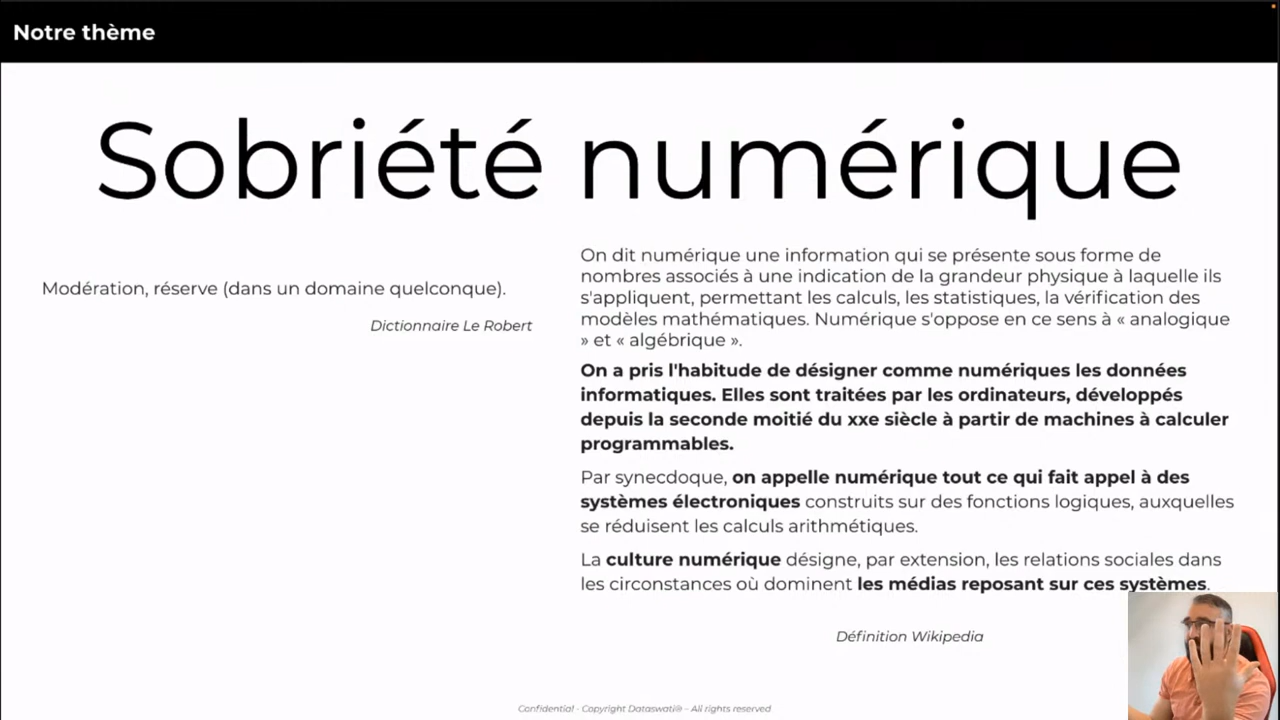 Notre thème
Sobriété numérique
Modération, réserve (dans un domaine quelconque).
Dictionnaire Le Robert
On dit numérique une information qui se présente sous forme de
nombres associés à une indication de la grandeur physique à laquelle ils
s'appliquent, permettant les calculs, les statistiques, la vérification des
modèles mathématiques. Numérique s'oppose en ce sens à « analogique
» et « algébrique ».
On a pris l'habitude de désigner comme numériques les données
informatiques. Elles sont traitées par les ordinateurs, développés
depuis la seconde moitié du xxe siècle à partir de machines à calculer
programmables.
Par synecdoque, on appelle numérique tout ce qui fait appel à des
systèmes électroniques construits sur des fonctions logiques, auxquelles
se réduisent les calculs arithmétiques.
La culture numérique désigne, par extension, les relations sociales dans
les circonstances où dominent les médias reposant sur ces systèmes.
Définition Wikipedia
Confidential - Copyright Dataswati® - All rights reserved